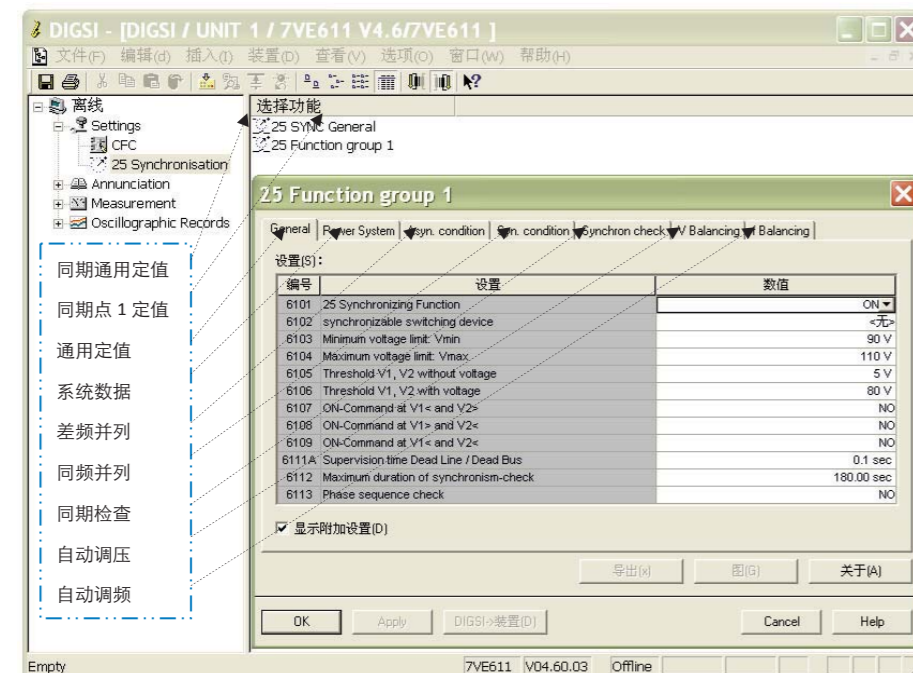 DIGSI - [DIGSI / UNIT 1 / 7VE611 V4.6/7VE611 ]
文件(F) 编辑(d) 插入(I) 装置(D) 查看(V) 选项(O) 窗口(W) 帮助(H)
离线
Settings
CFC
25 Synchronisation
Annunciation
Measurement
Oscillographic Records
选择功能
25 SYNC General
25 Function group 1
同期通用定值
同期点 1 定值
通用定值
系统数据
差频并列
同频并列
同期检查
自动调压
自动调频
25 Function group 1
General Power System Asyn. condition Syn. condition Synchron check V Balancing f Balancing
设置(S):
编号 设置 数值
6101 25 Synchronizing Function ON
6102 synchronizable switching device <无>
6103 Minimum voltage limit: Vmin 90 V
6104 Maximum voltage limit: Vmax 110 V
6105 Threshold V1, V2 without voltage 5 V
6106 Threshold V1, V2 with voltage 80 V
6107 ON-Command at V1< and V2> NO
6108 ON-Command at V1> and V2< NO
6109 ON-Command at V1< and V2< NO
6111A Supervision time Dead Line / Dead Bus 0.1 sec
6112 Maximum duration of synchronism-check 180.00 sec
6113 Phase sequence check NO
显示附加设置(D)
导出(x) 图(G) 关于(A)
OK Apply DIGSI->装置(D) Cancel Help
Empty 7VE611 V04.60.03 Offline